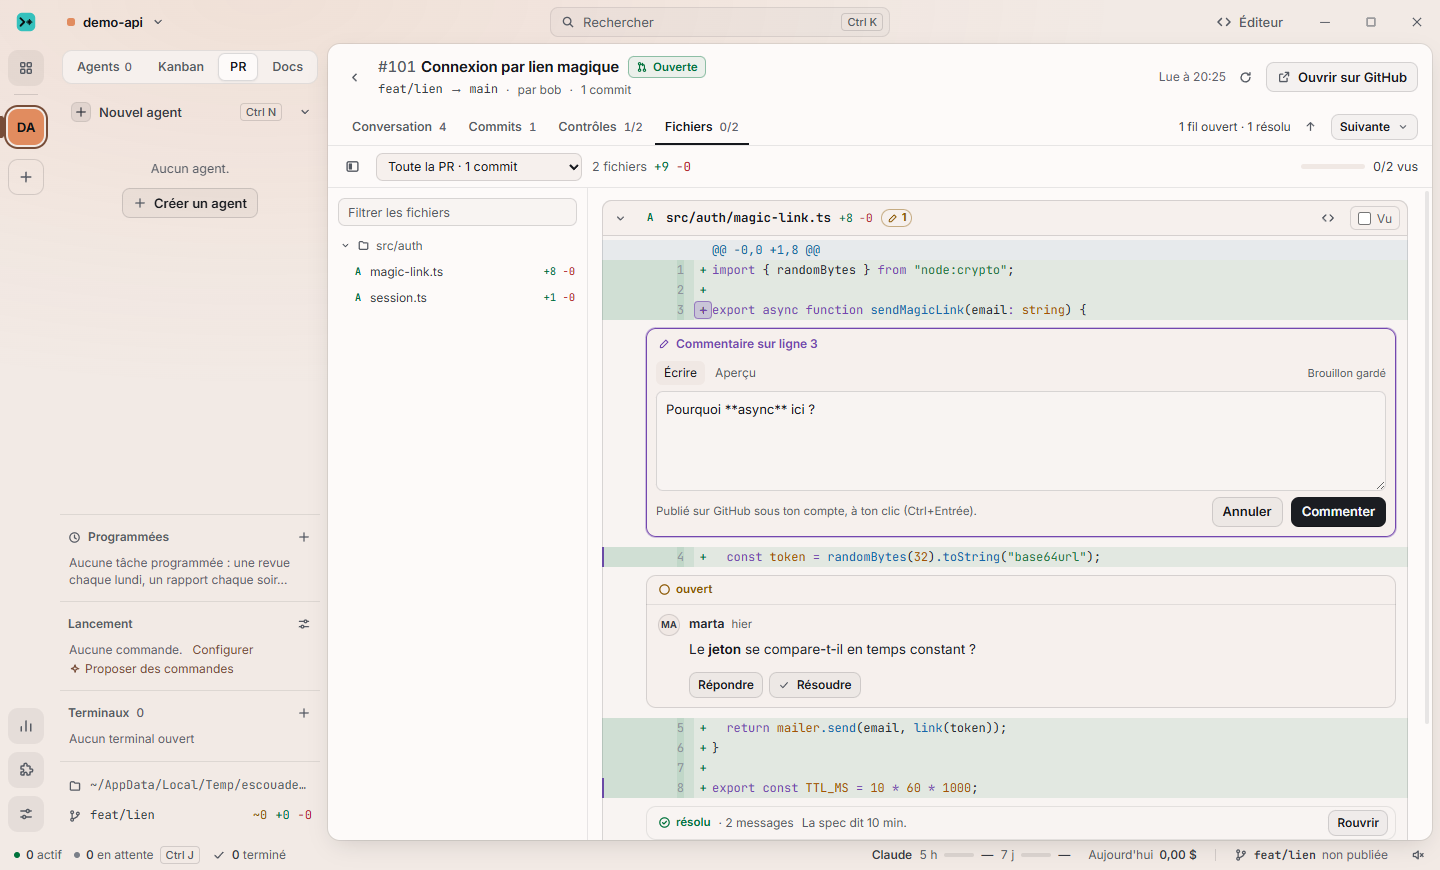 demo-api
Rechercher
Ctrl K
Éditeur
DA
Agents 0
Kanban
PR
Docs
Nouvel agent
Ctrl N
Aucun agent.
Créer un agent
Programmées
Aucune tâche programmée : une revue
chaque lundi, un rapport chaque soir...
Lancement
Aucune commande. Configurer
Proposer des commandes
Terminaux 0
Aucun terminal ouvert
~/AppData/Local/Temp/escouade…
feat/lien ~0 +0 -0
#101 Connexion par lien magique
Ouverte
feat/lien → main · par bob · 1 commit
Lue à 20:25
Ouvrir sur GitHub
Conversation 4
Commits 1
Contrôles 1/2
Fichiers 0/2
1 fil ouvert · 1 résolu
Suivante
Toute la PR · 1 commit
2 fichiers +9 -0
0/2 vus
Filtrer les fichiers
src/auth
A magic-link.ts +8 -0
A session.ts +1 -0
A src/auth/magic-link.ts +8 -0 1
Vu
@@ -0,0 +1,8 @@
1 + import { randomBytes } from "node:crypto";
2 +
3 + export async function sendMagicLink(email: string) {
Commentaire sur ligne 3
Écrire
Aperçu
Brouillon gardé
Pourquoi **async** ici ?
Publié sur GitHub sous ton compte, à ton clic (Ctrl+Entrée).
Annuler
Commenter
4 + const token = randomBytes(32).toString("base64url");
ouvert
MA marta hier
Le jeton se compare-t-il en temps constant ?
Répondre
Résoudre
5 + return mailer.send(email, link(token));
6 + }
7 +
8 + export const TTL_MS = 10 * 60 * 1000;
résolu · 2 messages La spec dit 10 min.
Rouvrir
0 actif
0 en attente
Ctrl J
0 terminé
Claude 5 h — 7 j —
Aujourd'hui 0,00 $
feat/lien non publiée